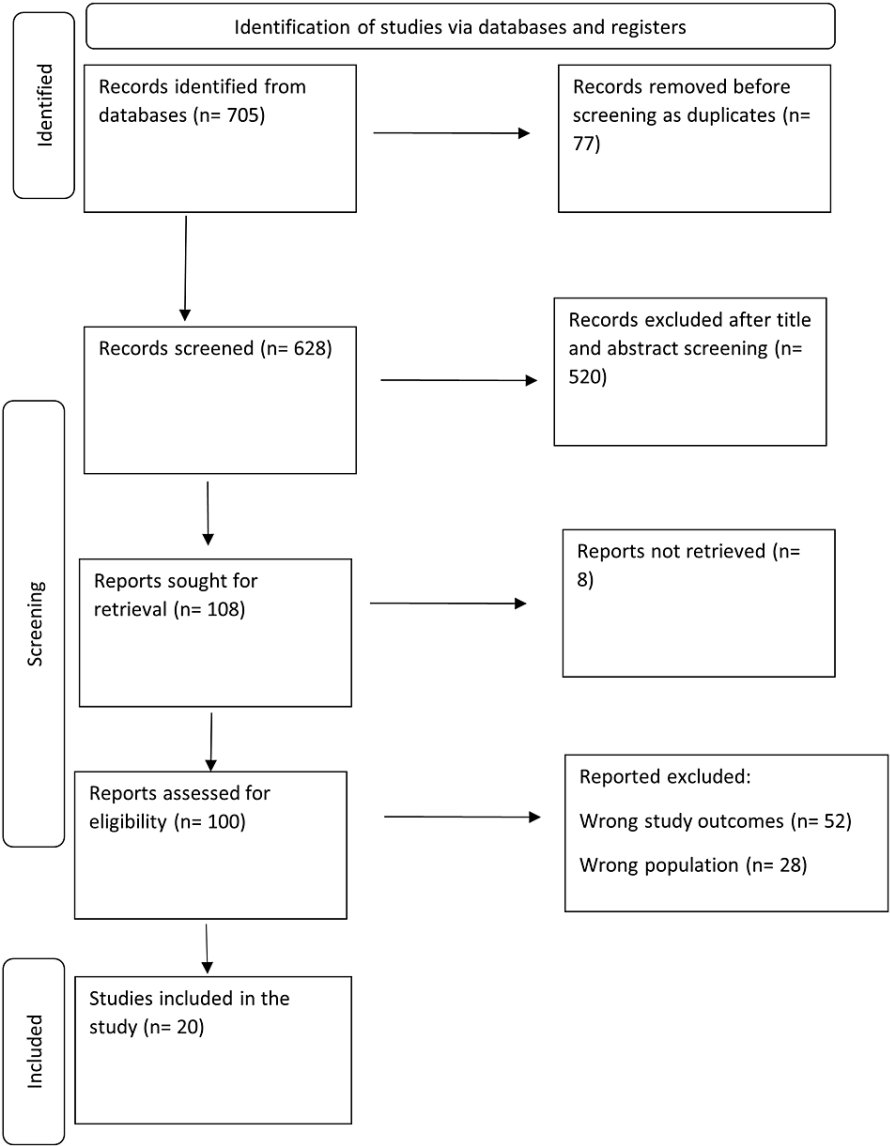 Identification of studies via databases and registers
Identified
Records identified from
databases (n= 705)
Records removed before
screening as duplicates (n=
77)
Records screened (n= 628)
Records excluded after title
and abstract screening (n=
520)
Screening
Reports sought for
retrieval (n= 108)
Reports not retrieved (n=
8)
Reports assessed for
eligibility (n= 100)
Reported excluded:
Wrong study outcomes (n= 52)
Wrong population (n= 28)
Included
Studies included in the
study (n= 20)